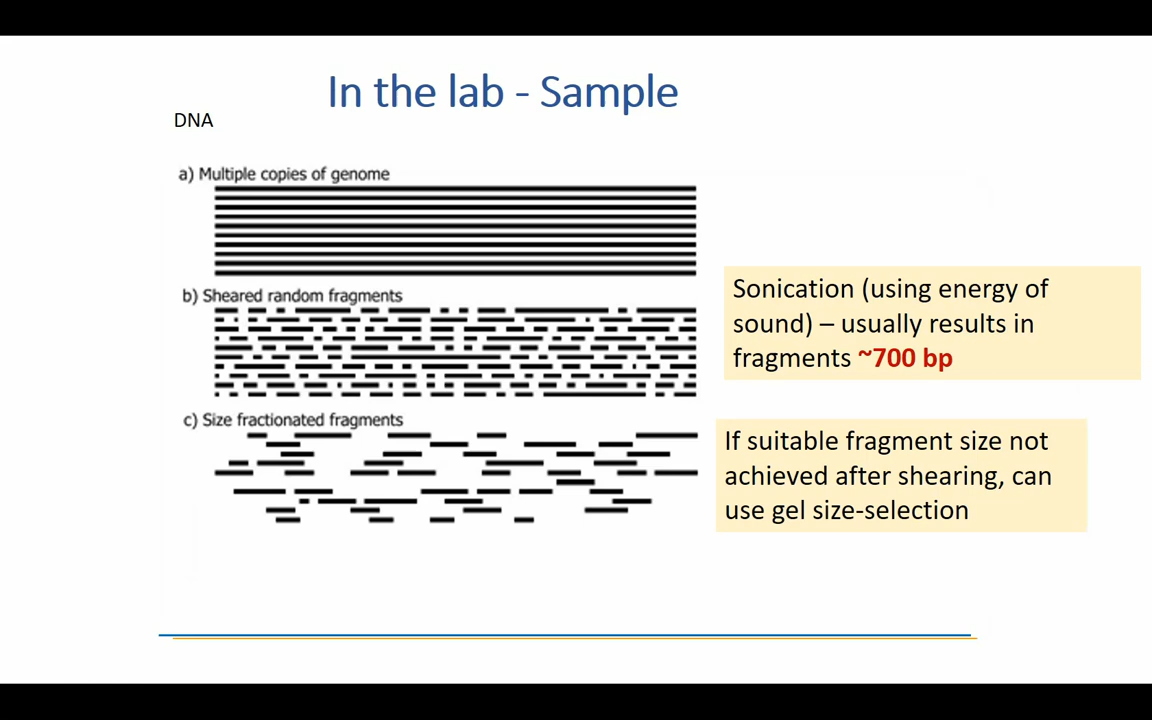 In the lab - Sample
DNA
a) Multiple copies of genome
b) Sheared random fragments
Sonication (using energy of
sound) – usually results in
fragments ~700 bp
c) Size fractionated fragments
If suitable fragment size not
achieved after shearing, can
use gel size-selection